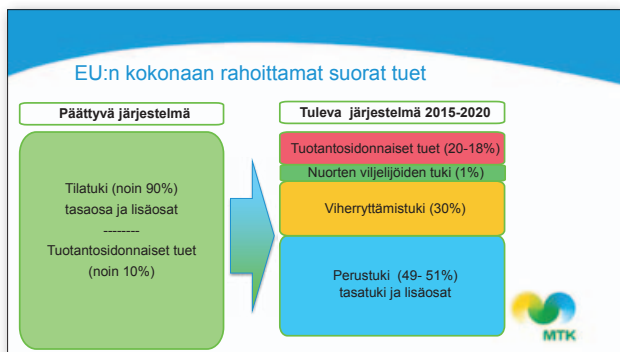 EU:n kokonaan rahoittamat suorat tuet
Päättyvä järjestelmä
Tilatuki (noin 90%)
tasaosa ja lisäosat
--------
Tuotantosidonnaiset tuet
(noin 10%)
Tuleva järjestelmä 2015-2020
Tuotantosidonnaiset tuet (20-18%)
Nuorten viljelijöiden tuki (1%)
Viherryttämistuki (30%)
Perustuki (49- 51%)
tasatuki ja lisäosat
MTK